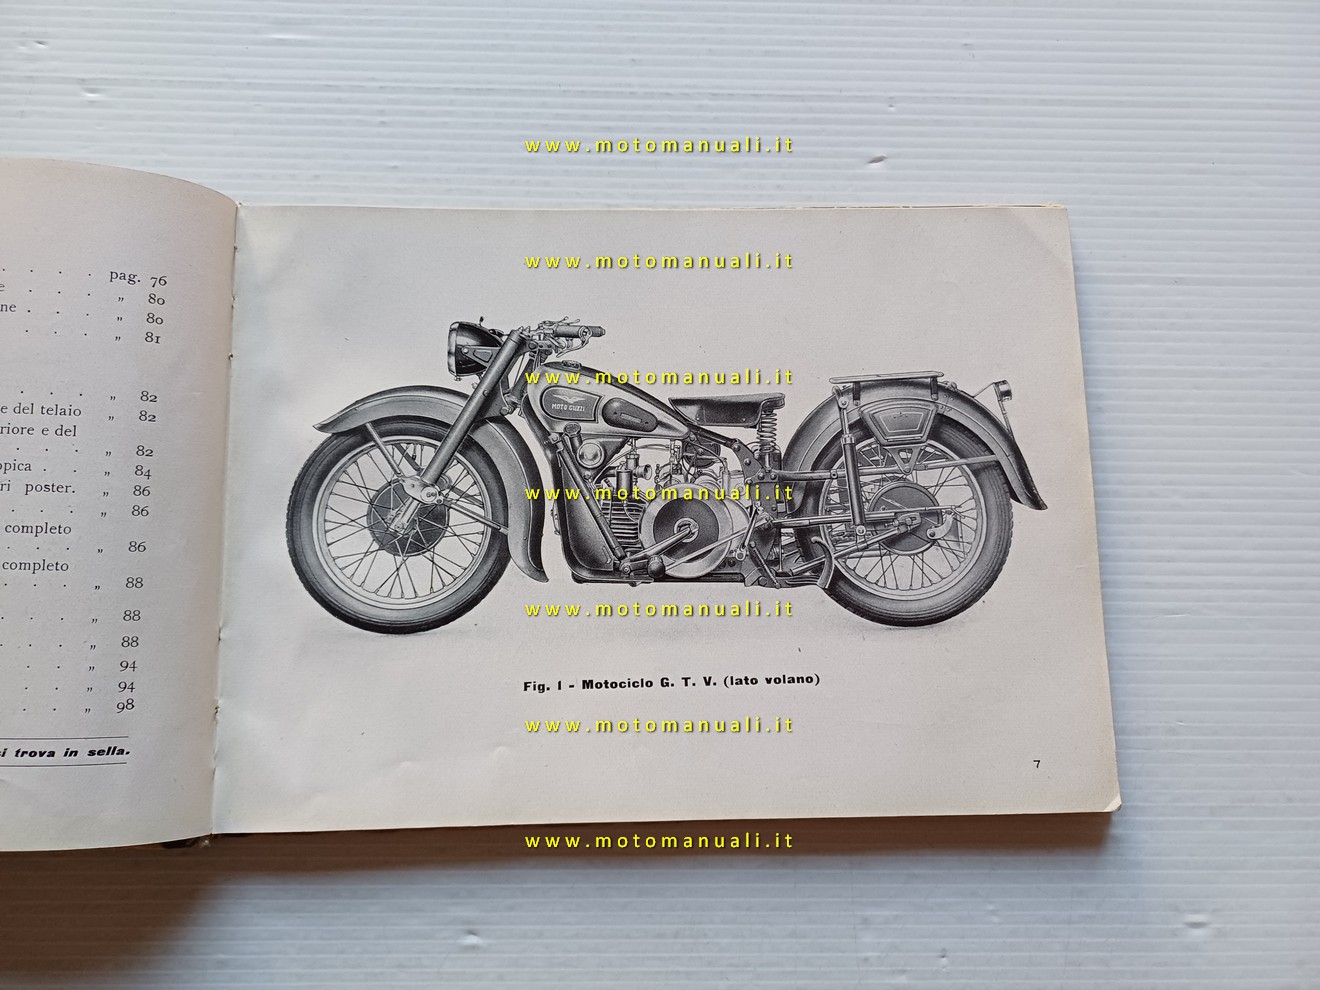 pag. 76
e . . . „ 80
ne . . . „ 80
. . . „ 81
. . . . „ 82
e del telaio „ 82
riore e del
. . . . „ 82
opica . . „ 84
ri poster. „ 86
. . . . „ 86
completo
. . . „ 86
completo
. . . „ 88
. . . „ 88
. . . . „ 88
. . „ 94
. . „ 94
. . „ 98
si trova in sella.
www.motomanuali.it
www.motomanuali.it
www.motomanuali.it
MOTO GUZZI
www.motomanuali.it
www.motomanuali.it
Fig. 1 - Motociclo G. T. V. (lato volano)
www.motomanuali.it
7
www.motomanuali.it